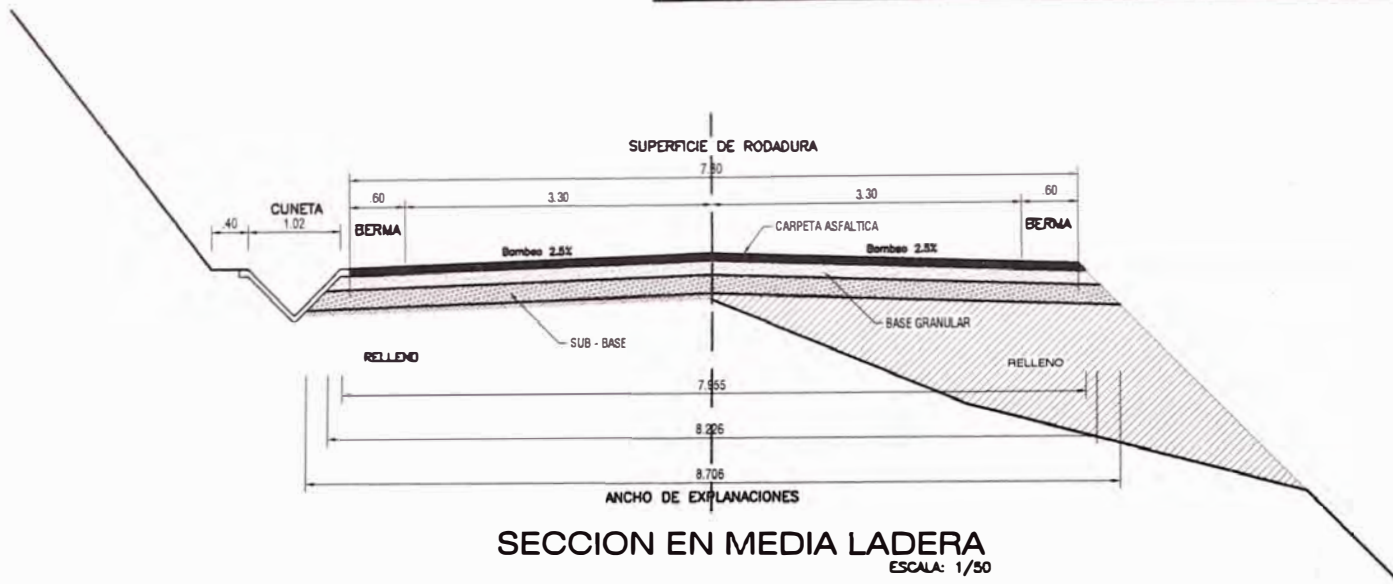 SUPERFICIE DE RODADURA
7.80
.60 3.30 3.30 .60
.40 CUNETA 1.02 BERMA BERMA
CARPETA ASFALTICA
Bombeo 2.5% Bombeo 2.5%
BASE GRANULAR
SUB - BASE
RELLENO RELLENO
7.955
8.226
8.706
ANCHO DE EXPLANACIONES
SECCION EN MEDIA LADERA
ESCALA: 1/50